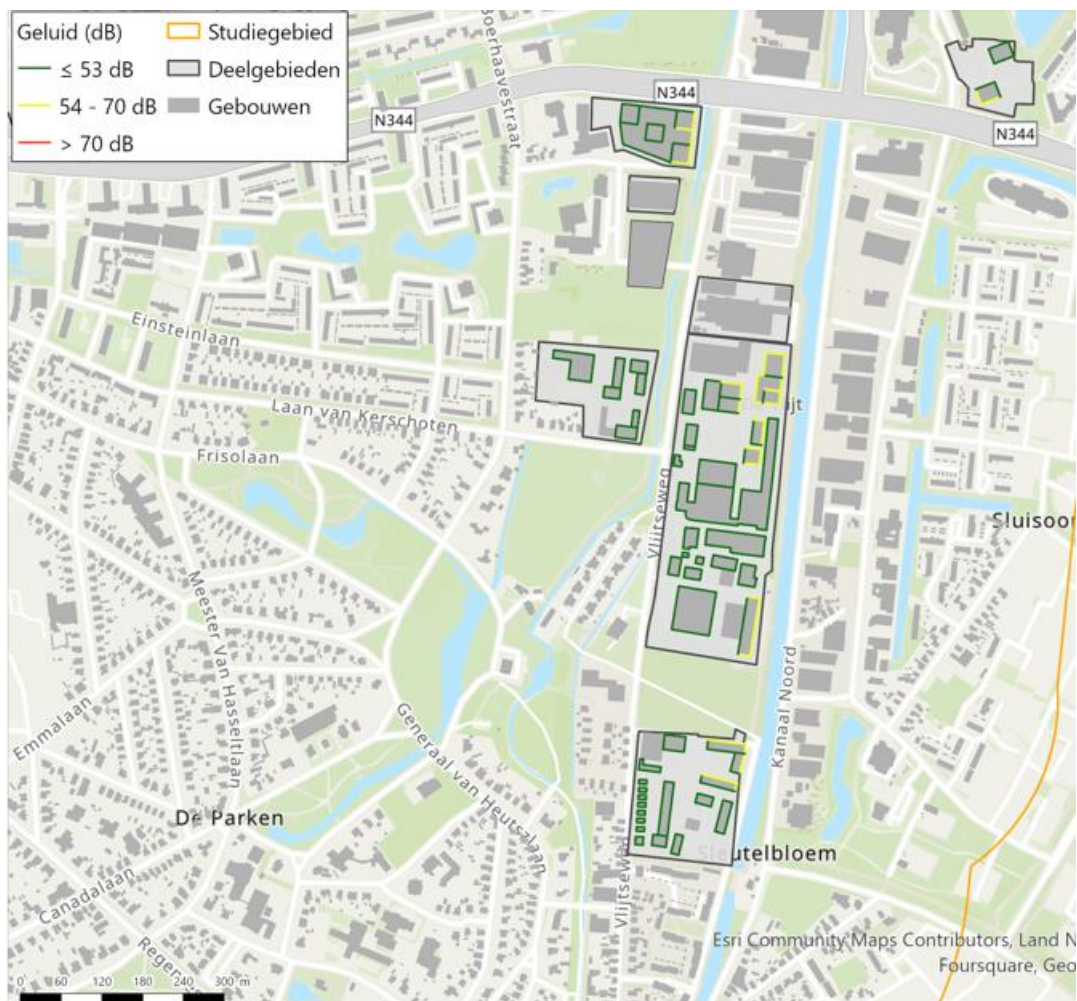 Geluid (dB)
≤ 53 dB
54 - 70 dB
> 70 dB
Studiegebied
Deelgebieden
Gebouwen
Boerhaavestraat
N344
N344
N344
Einsteinlaan
Laan van Kerschoten
Frisolaan
Vlijtseweg
Sluisoor
Meester Van Hasseltlaan
Emmalaan
Generaal van Heutszlaan
Kanaal Noord
De Parken
Sleutelbloem
Vlijtseweg
Canadalaan
Regen
Esri Community Maps Contributors, Land N
Foursquare, Geo
0 60 120 180 240 300 m